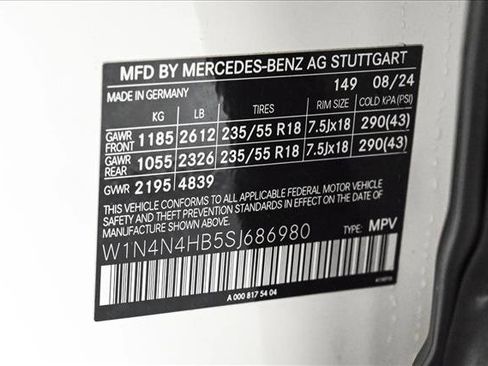 MFD BY MERCEDES-BENZ AG STUTTGART
149 08/24
MADE IN GERMANY
KG LB TIRES RIM SIZE COLD KPA(PSI)
GAWR FRONT 1185 2612 235/55 R18 7.5Jx18 290(43)
GAWR REAR 1055 2326 235/55 R18 7.5Jx18 290(43)
GVWR 2195 4839
THIS VEHICLE CONFORMS TO ALL APPLICABLE FEDERAL MOTOR VEHICLE
SAFETY, BUMPER, AND THEFT PREVENTION STANDARDS IN EFFECT ON THE
DATE OF MANUFACTURE SHOWN ABOVE.
W1N4N4HB5SJ686980 TYPE: MPV
A 000 817 54 04